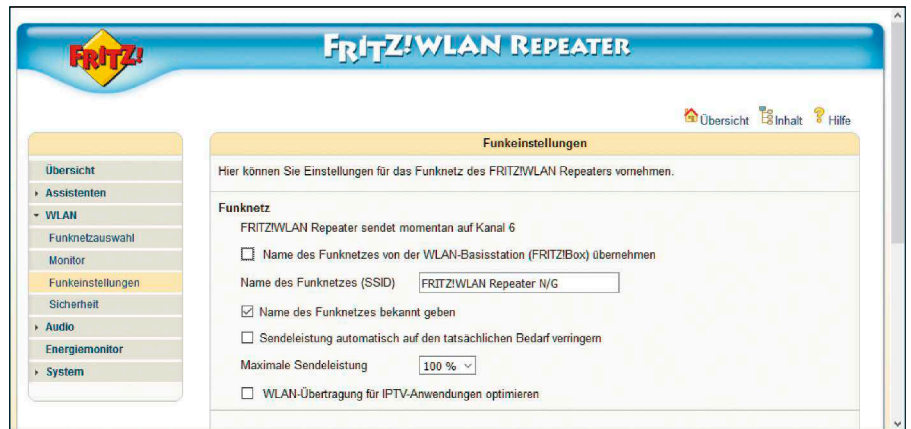 FRITZ!
FRITZ!WLAN REPEATER
Übersicht Inhalt Hilfe
Funkeinstellungen
Übersicht
Assistenten
WLAN
Funknetzauswahl
Monitor
Funkeinstellungen
Sicherheit
Audio
Energiemonitor
System
Hier können Sie Einstellungen für das Funknetz des FRITZ!WLAN Repeaters vornehmen.
Funknetz
FRITZ!WLAN Repeater sendet momentan auf Kanal 6
Name des Funknetzes von der WLAN-Basisstation (FRITZ!Box) übernehmen
Name des Funknetzes (SSID) FRITZ!WLAN Repeater N/G
Name des Funknetzes bekannt geben
Sendeleistung automatisch auf den tatsächlichen Bedarf verringern
Maximale Sendeleistung 100 %
WLAN-Übertragung für IPTV-Anwendungen optimieren